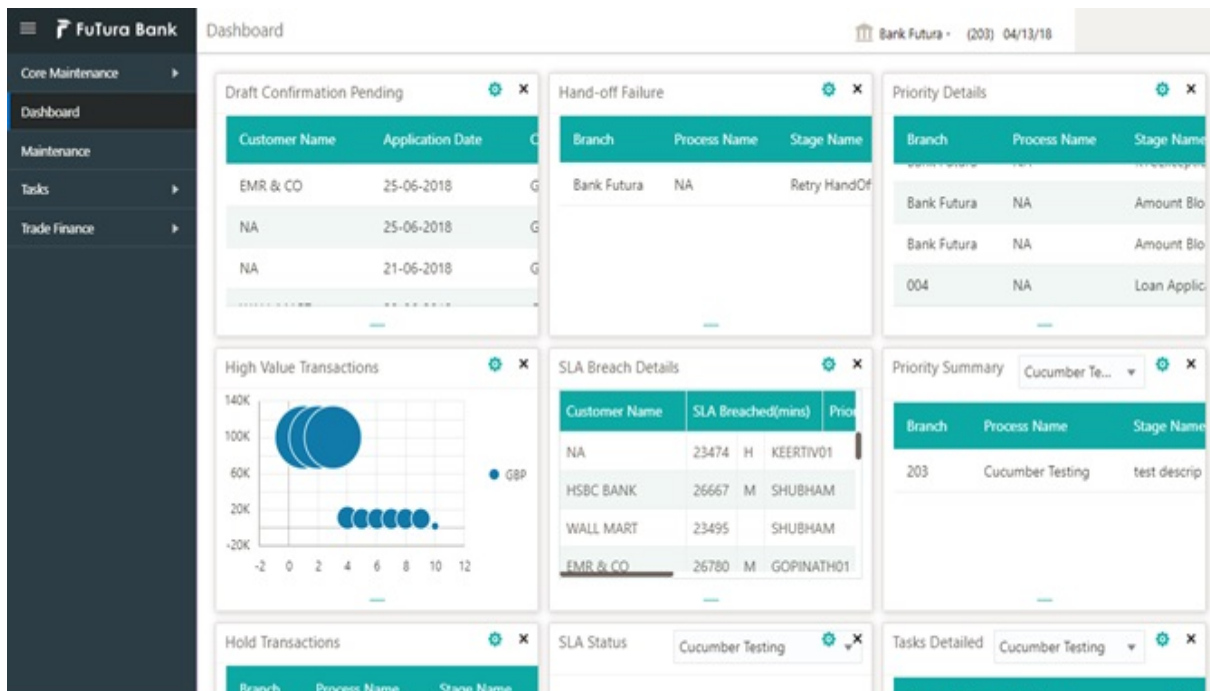 FuTura Bank
Dashboard
Bank Futura - (203) 04/13/18
Core Maintenance
Dashboard
Maintenance
Tasks
Trade Finance
Draft Confirmation Pending
Customer Name Application Date C
EMR & CO 25-06-2018 G
NA 25-06-2018 G
NA 21-06-2018 G
Hand-off Failure
Branch Process Name Stage Name
Bank Futura NA Retry HandOf
Priority Details
Branch Process Name Stage Name
Bank Futura NA Amount Blo
Bank Futura NA Amount Blo
004 NA Loan Applic
High Value Transactions
140K
100K
60K
20K
-20K
-2 0 2 4 6 8 10 12
GBP
SLA Breach Details
Customer Name SLA Breached(mins) Prior
NA 23474 H KEERTIV01
HSBC BANK 26667 M SHUBHAM
WALL MART 23495 SHUBHAM
EMR & CO 26780 M GOPINATH01
Priority Summary Cucumber Te...
Branch Process Name Stage Name
203 Cucumber Testing test descrip
Hold Transactions
Branch Process Name Stage Name
SLA Status Cucumber Testing
Tasks Detailed Cucumber Testing